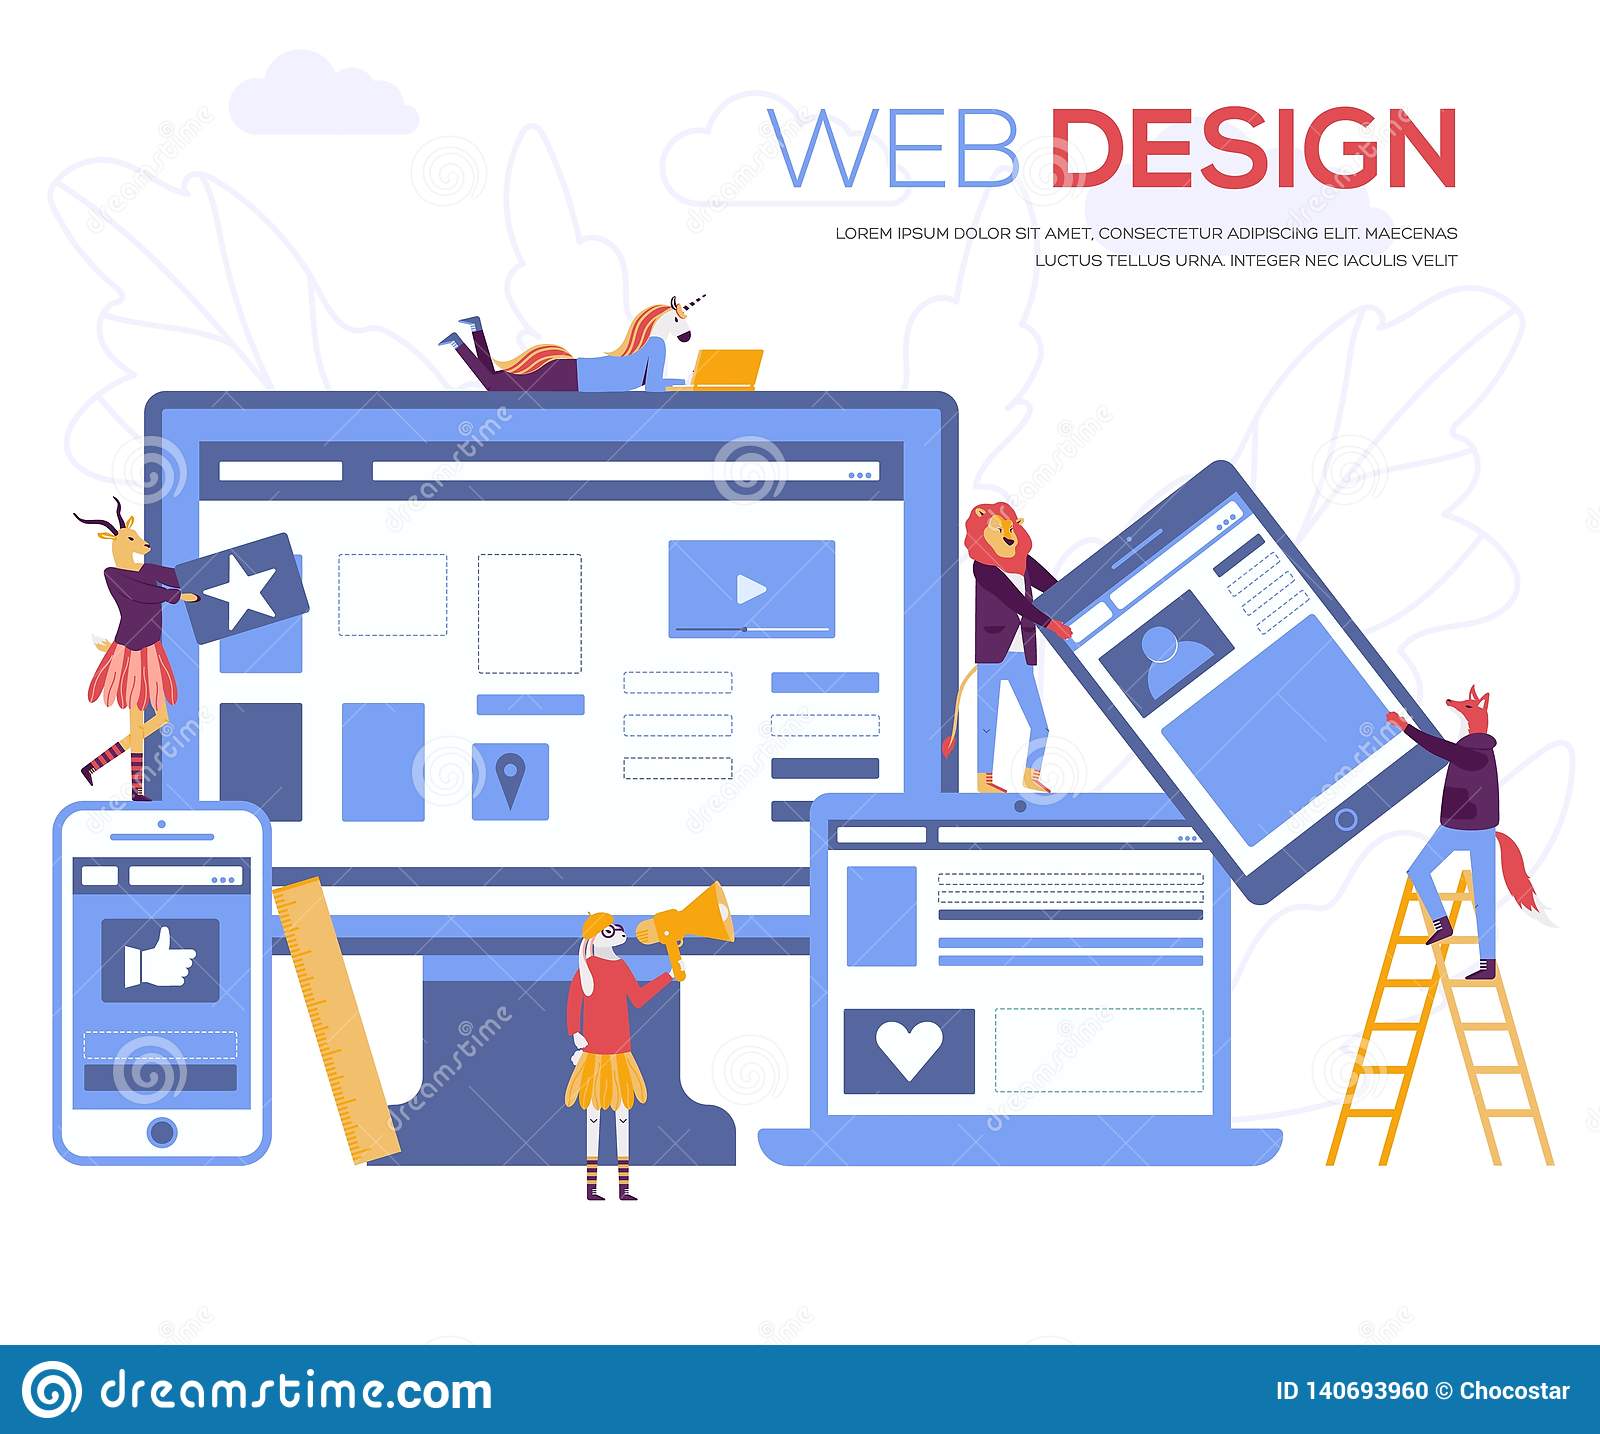 WEB DESIGN
LOREM IPSUM DOLOR SIT AMET, CONSECTETUR ADIPISCING ELIT. MAECENAS
LUCTUS TELLUS URNA. INTEGER NEC IACULIS VELIT
dreamstime.com
ID 140693960 © Chocostar